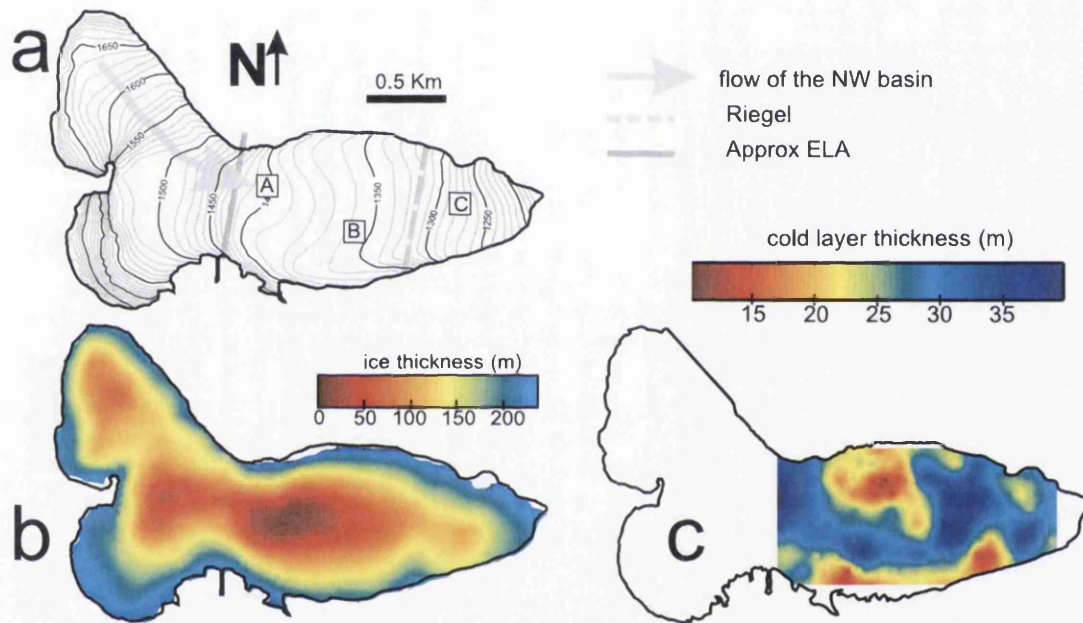 a
N
0.5 Km
1650
1600
1550
1500
1450
1350
1300
1250
A
B
C
flow of the NW basin
Riegel
Approx ELA
cold layer thickness (m)
15 20 25 30 35
b
ice thickness (m)
0 50 100 150 200
c